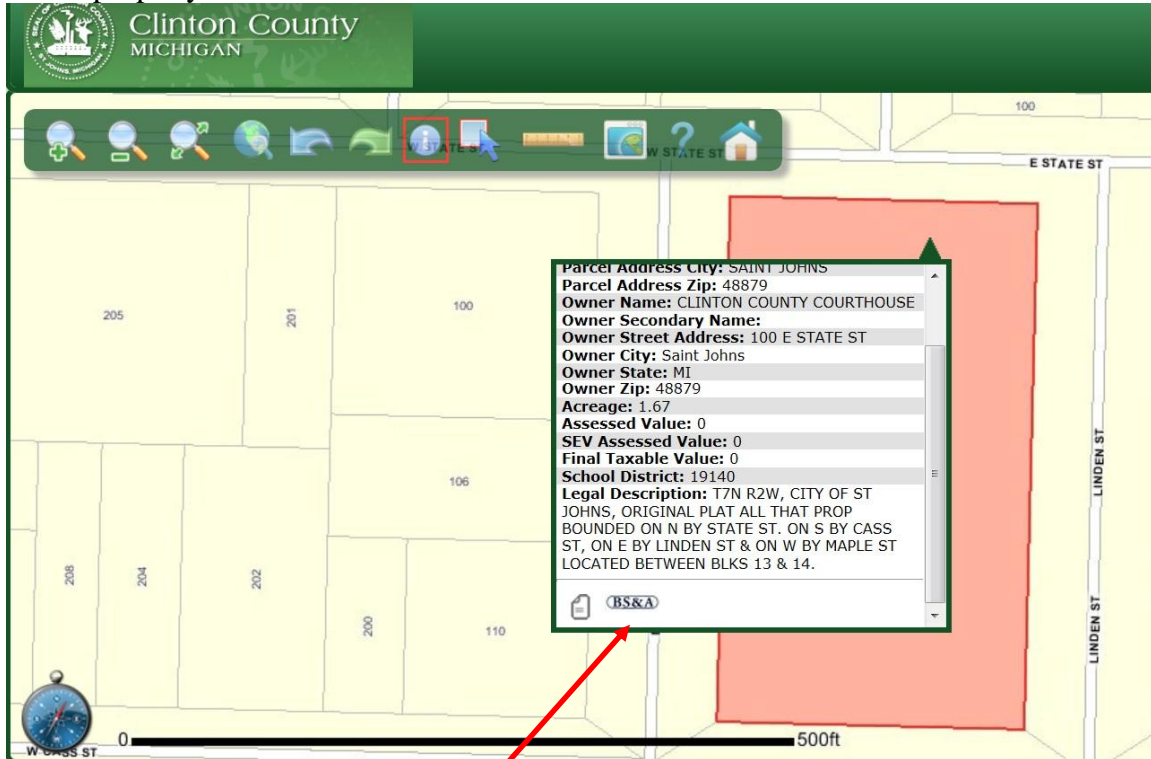 Clinton County
MICHIGAN
100
W STATE ST
E STATE ST
205
201
100
Parcel Address City: SAINT JOHNS
Parcel Address Zip: 48879
Owner Name: CLINTON COUNTY COURTHOUSE
Owner Secondary Name:
Owner Street Address: 100 E STATE ST
Owner City: Saint Johns
Owner State: MI
Owner Zip: 48879
Acreage: 1.67
Assessed Value: 0
SEV Assessed Value: 0
Final Taxable Value: 0
School District: 19140
Legal Description: T7N R2W, CITY OF ST
JOHNS, ORIGINAL PLAT ALL THAT PROP
BOUNDED ON N BY STATE ST. ON S BY CASS
ST, ON E BY LINDEN ST & ON W BY MAPLE ST
LOCATED BETWEEN BLKS 13 & 14.
BS&A
LINDEN ST
106
208
204
202
200
110
LINDEN ST
0
500ft
W CASS ST